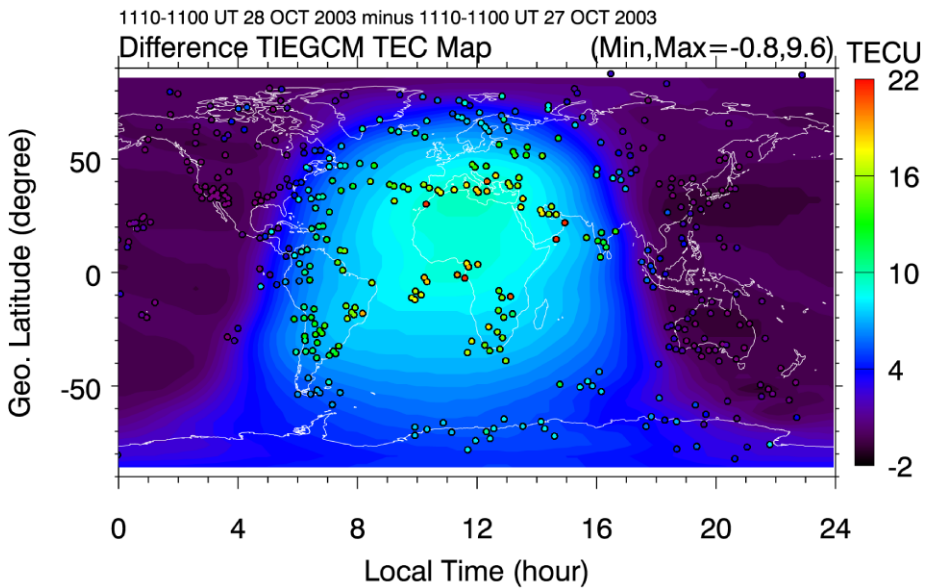 1110-1100 UT 28 OCT 2003 minus 1110-1100 UT 27 OCT 2003
Difference TIEGCM TEC Map (Min,Max=-0.8,9.6) TECU
22
16
10
4
-2
Geo. Latitude (degree)
50
0
-50
0 4 8 12 16 20 24
Local Time (hour)